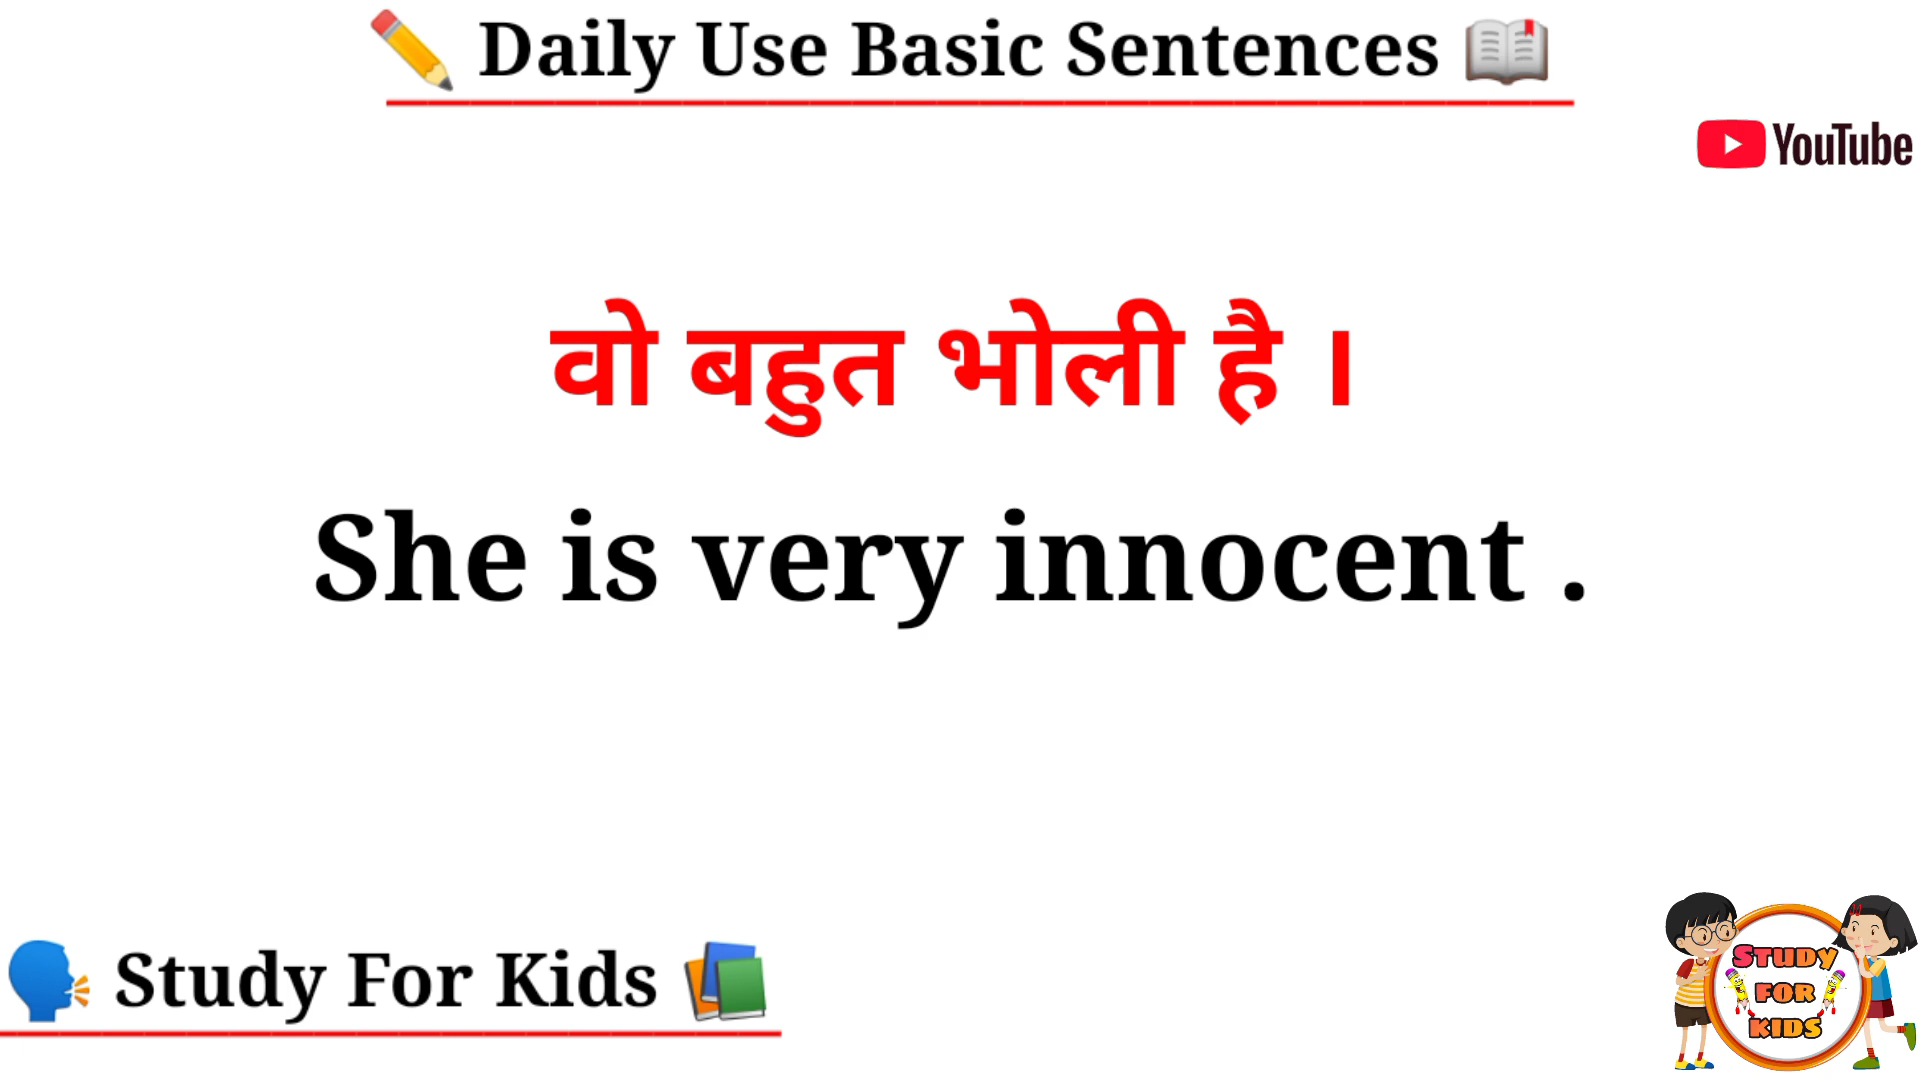 ✏️ Daily Use Basic Sentences 📖
YouTube
वो बहुत भोली है ।
She is very innocent .
🗣️ Study For Kids 📚
STUDY
FOR
KIDS